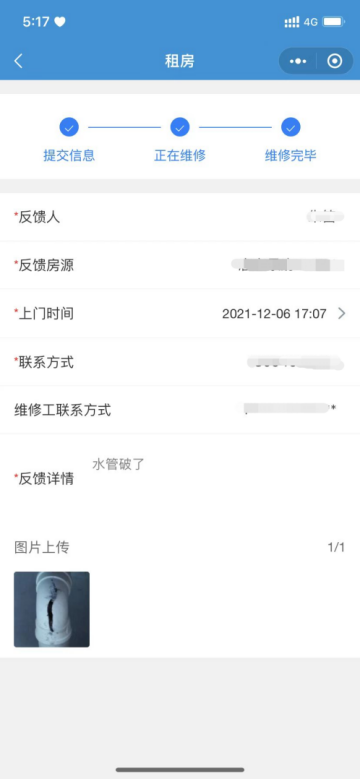 5:17
4G
租房
提交信息
正在维修
维修完毕
*反馈人
*反馈房源
*上门时间
2021-12-06 17:07
*联系方式
维修工联系方式
*
*反馈详情
水管破了
图片上传
1/1